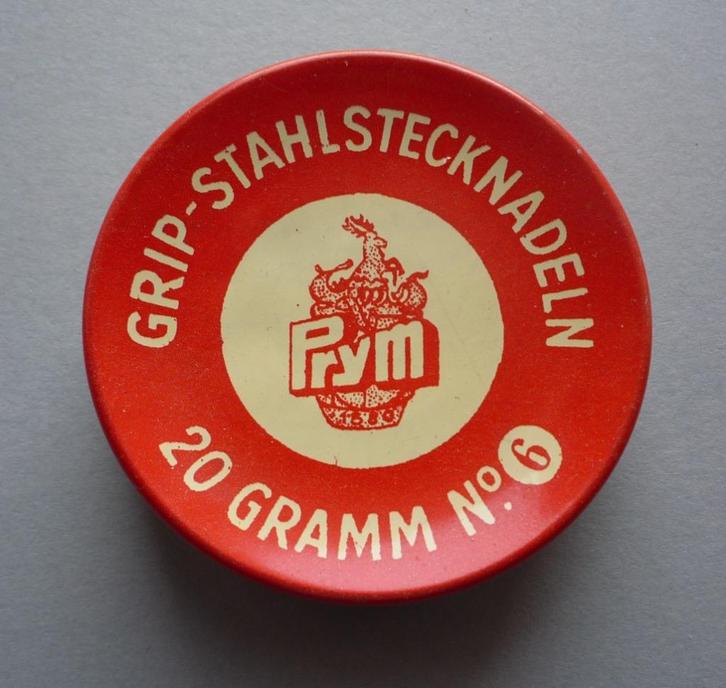 GRIP-STAHLSTECKNADELN
Prym
20 GRAMM Nº. 6